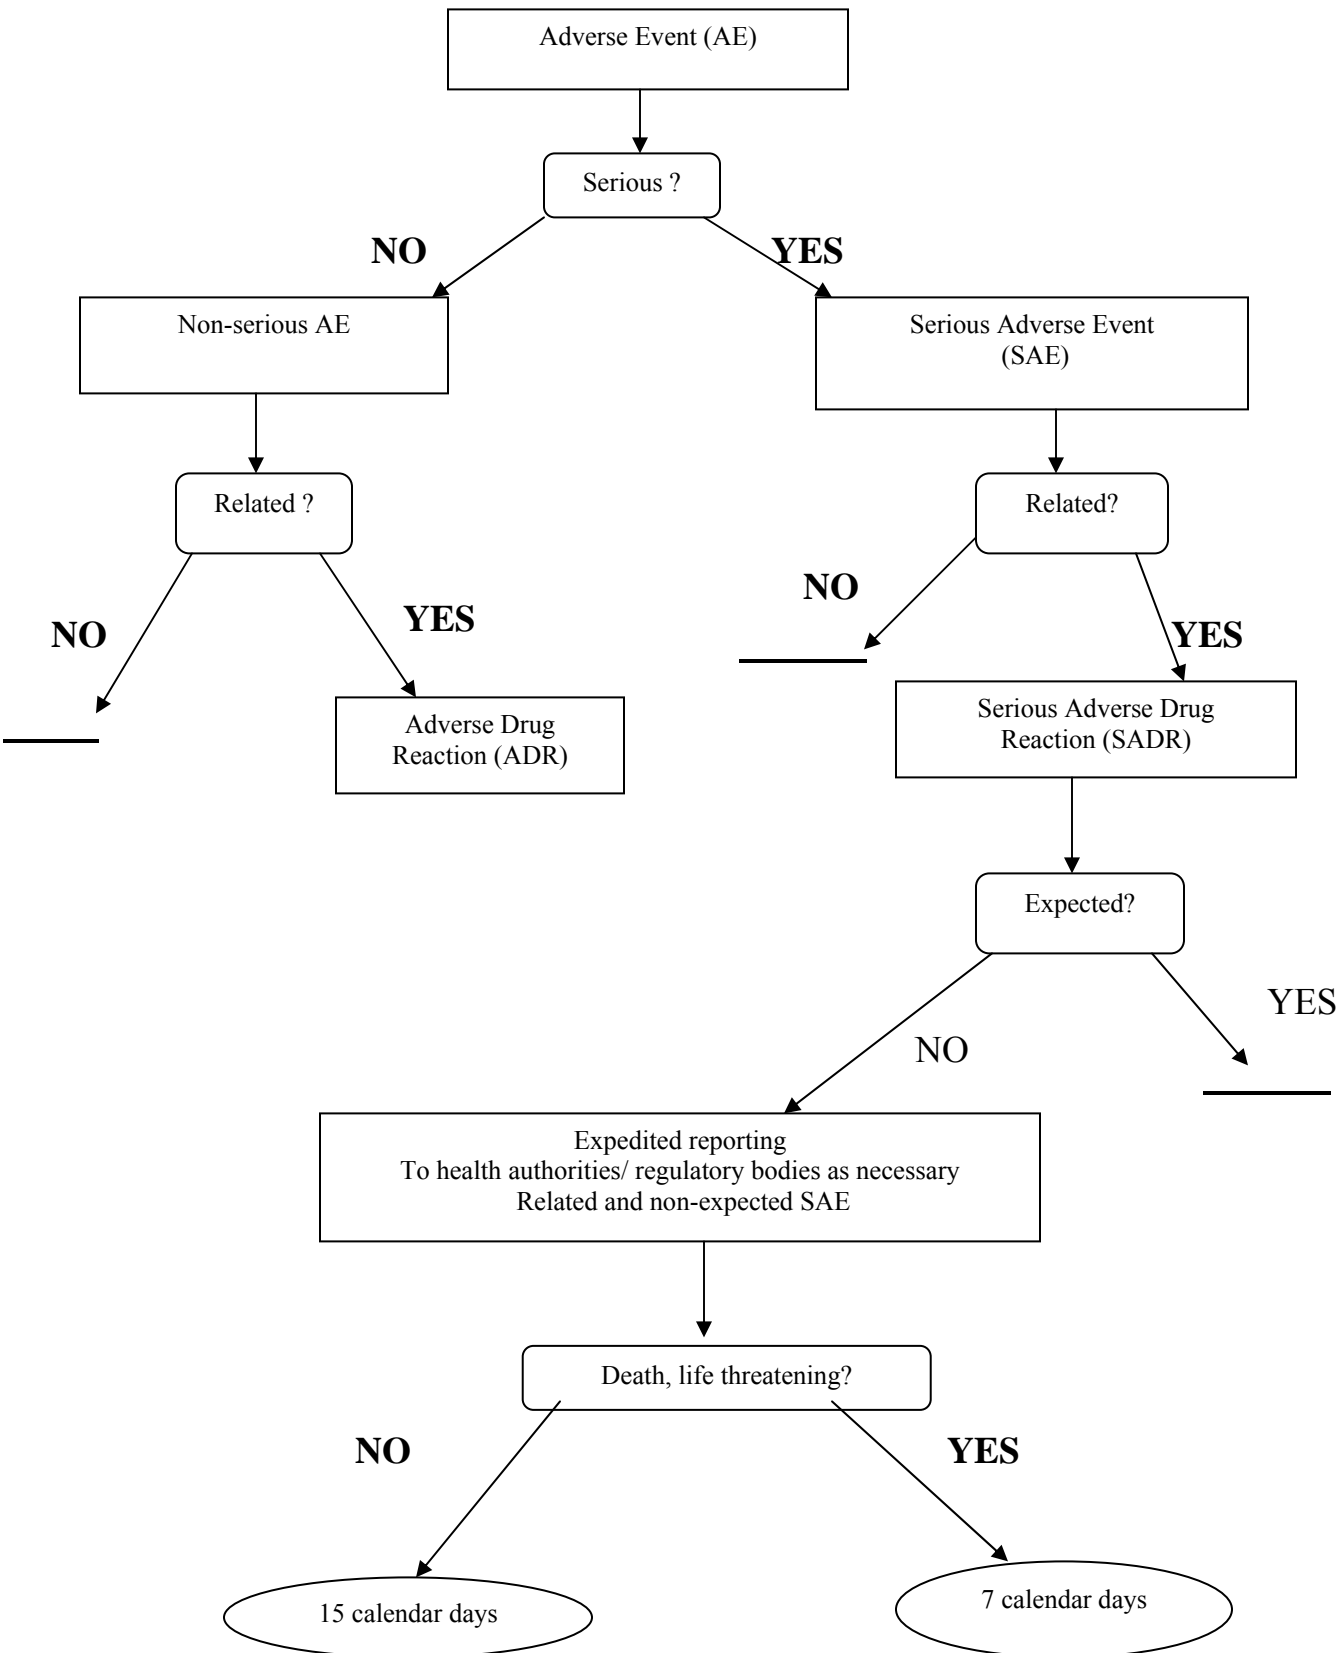 Adverse Event (AE)
Serious ?
NO
YES
Non-serious AE
Serious Adverse Event
(SAE)
Related ?
Related?
NO
YES
NO
YES
Adverse Drug
Reaction (ADR)
Serious Adverse Drug
Reaction (SADR)
Expected?
YES
NO
Expedited reporting
To health authorities/ regulatory bodies as necessary
Related and non-expected SAE
Death, life threatening?
NO
YES
15 calendar days
7 calendar days